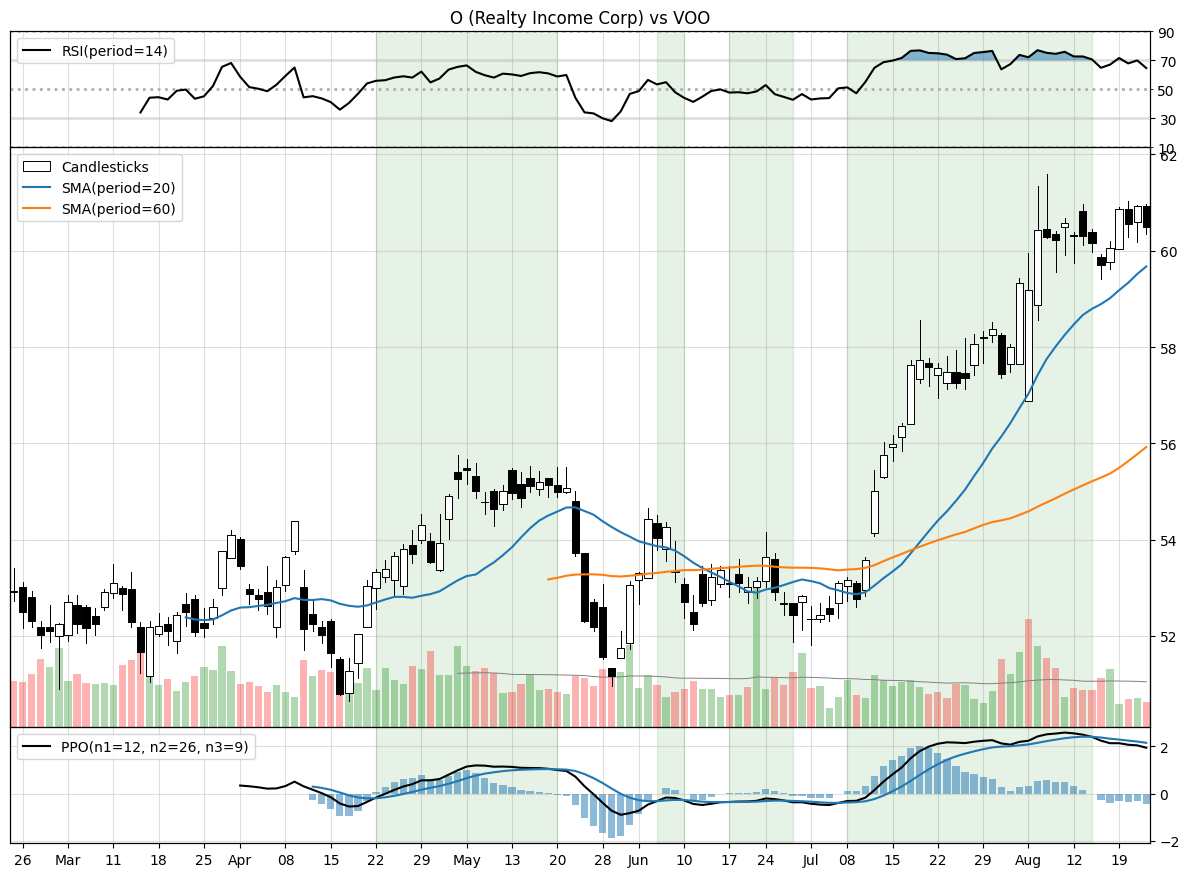 O (Realty Income Corp) vs VOO
RSI(period=14)
90
70
50
30
10
Candlesticks
SMA(period=20)
SMA(period=60)
62
60
58
56
54
52
PPO(n1=12, n2=26, n3=9)
2
0
−2
26 Mar 11 18 25 Apr 08 15 22 29 May 13 20 28 Jun 10 17 24 Jul 08 15 22 29 Aug 12 19